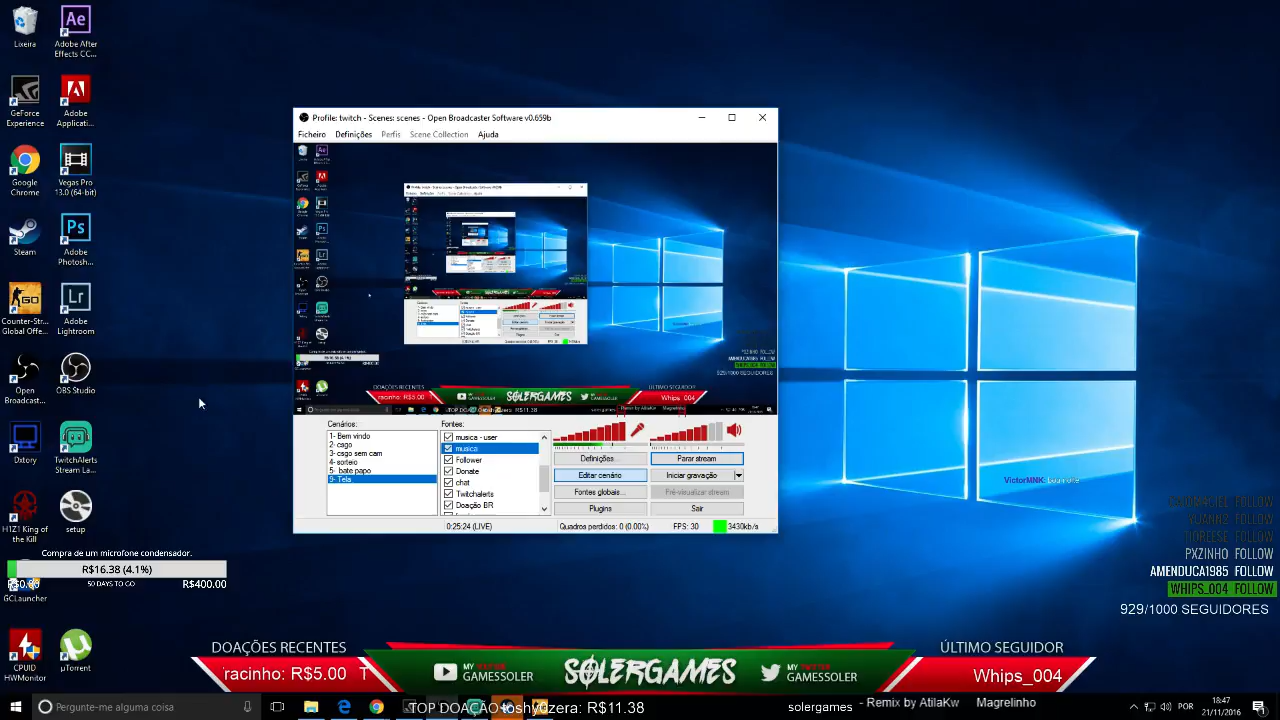 Lixeira
Adobe After
Effects CC...
GeForce
Experience
Adobe
Applicati...
Google
Chrome
Vegas Pro
13.0 (64-bit)
Steam
Adobe
Photosh...
Counter-Str...
Global Offe...
Adobe
Lightroom
Open
Broadcast...
OBS Studio
Dxtory
TwitchAlerts
Stream La...
H1Z1 King of
the Kill
setup
Compra de um microfone condensador.
R$16.38 (4.1%)
50 DAYS TO GO
R$400.00
GCLauncher
CPUID
HWMonitor
µTorrent
Profile: twitch - Scenes: scenes - Open Broadcaster Software v0.659b
Ficheiro Definições Perfis Scene Collection Ajuda
Cenários:
1- Bem vindo
2- csgo
3- csgo sem cam
4- sorteio
5- bate papo
9- Tela
Fontes:
musica - user
musica
Follower
Donate
chat
Twitchalerts
Doação BR
Definições...
Parar stream
Editar cenário
Iniciar gravação
Fontes globais...
Pré-visualizar stream
Plugins
Sair
0:25:24 (LIVE)
Quadros perdidos: 0 (0.00%)
FPS: 30
3430kb/s
VictorMNK:
YUANNZ FOLLOW
PXZINHO FOLLOW
AMENDUCA1985 FOLLOW
WHIPS_004 FOLLOW
929/1000 SEGUIDORES
DOAÇÕES RECENTES
racinho: R$5.00 T
MY
GAMESSOLER
SOLERGAMES
MY
GAMESSOLER
ÚLTIMO SEGUIDOR
Whips_004
Pergunte-me alguma coisa
TOP DOAÇÃO toshyuzera: R$11.38
solergames
- Remix by AtilaKw
Magrelinho
POR
18:47
21/11/2016